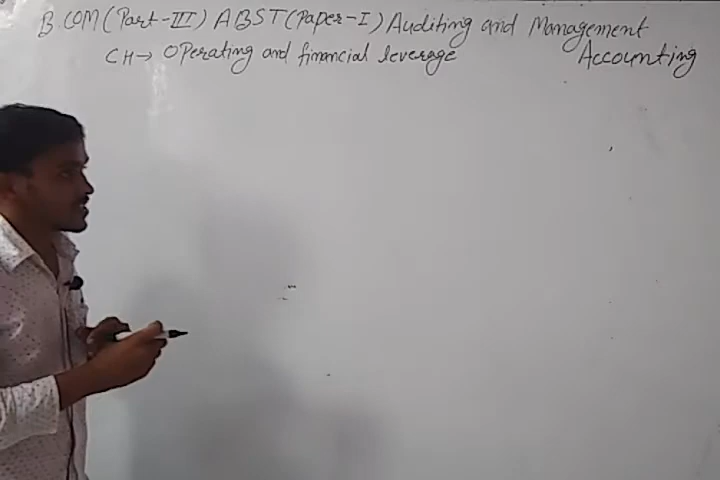 B COM (Part-III) ABST (Paper-I) Auditing and Management
CH→ Operating and financial leverage Accounting